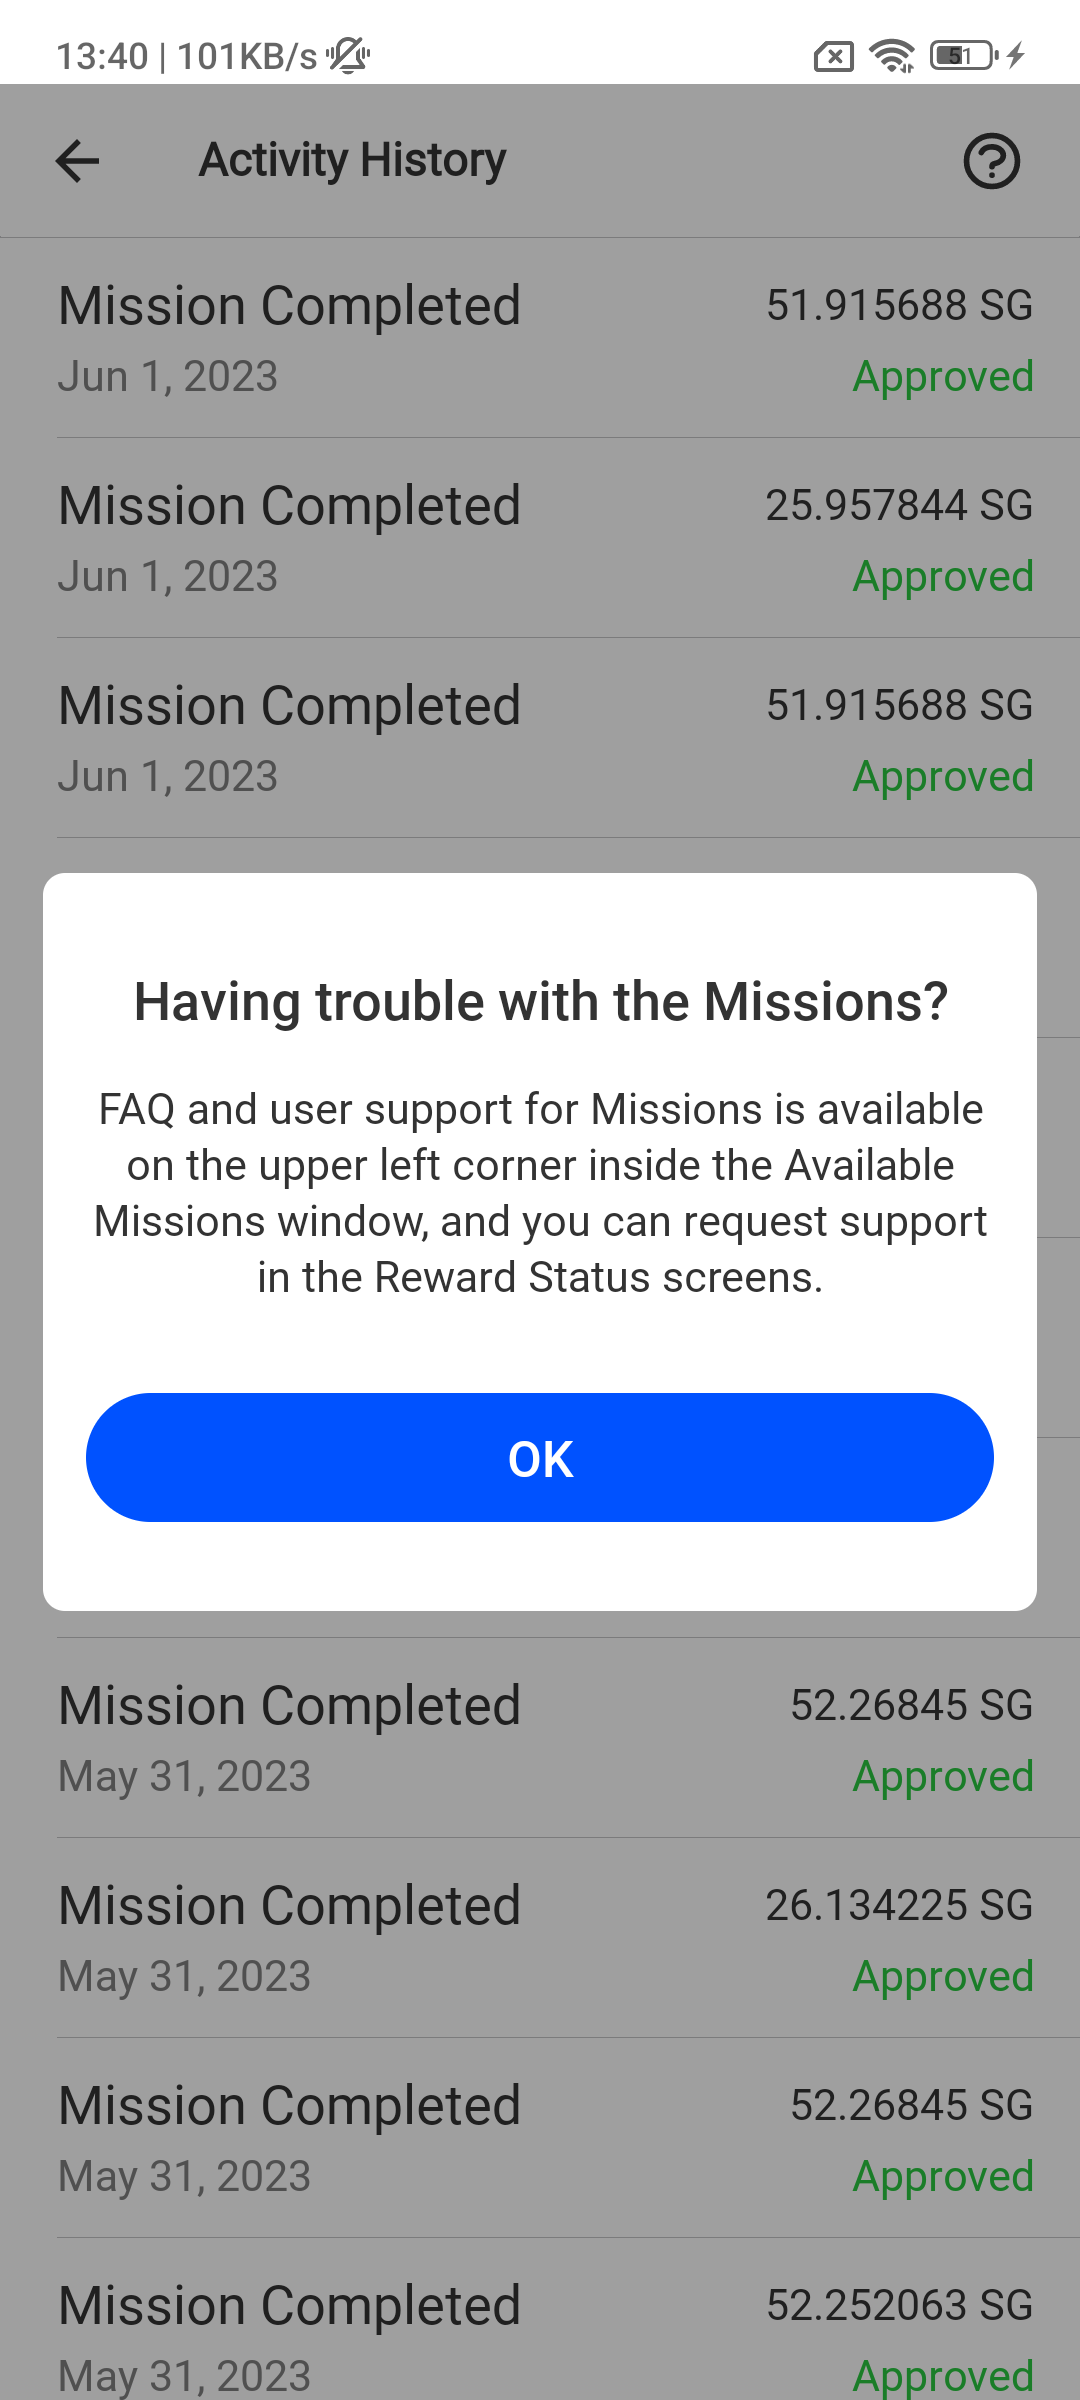 13:40 | 101KB/s
51
Activity History
Mission Completed 51.915688 SG
Jun 1, 2023 Approved
Mission Completed 25.957844 SG
Jun 1, 2023 Approved
Mission Completed 51.915688 SG
Jun 1, 2023 Approved
Having trouble with the Missions?
FAQ and user support for Missions is available
on the upper left corner inside the Available
Missions window, and you can request support
in the Reward Status screens.
OK
Mission Completed 52.26845 SG
May 31, 2023 Approved
Mission Completed 26.134225 SG
May 31, 2023 Approved
Mission Completed 52.26845 SG
May 31, 2023 Approved
Mission Completed 52.252063 SG
May 31, 2023 Approved